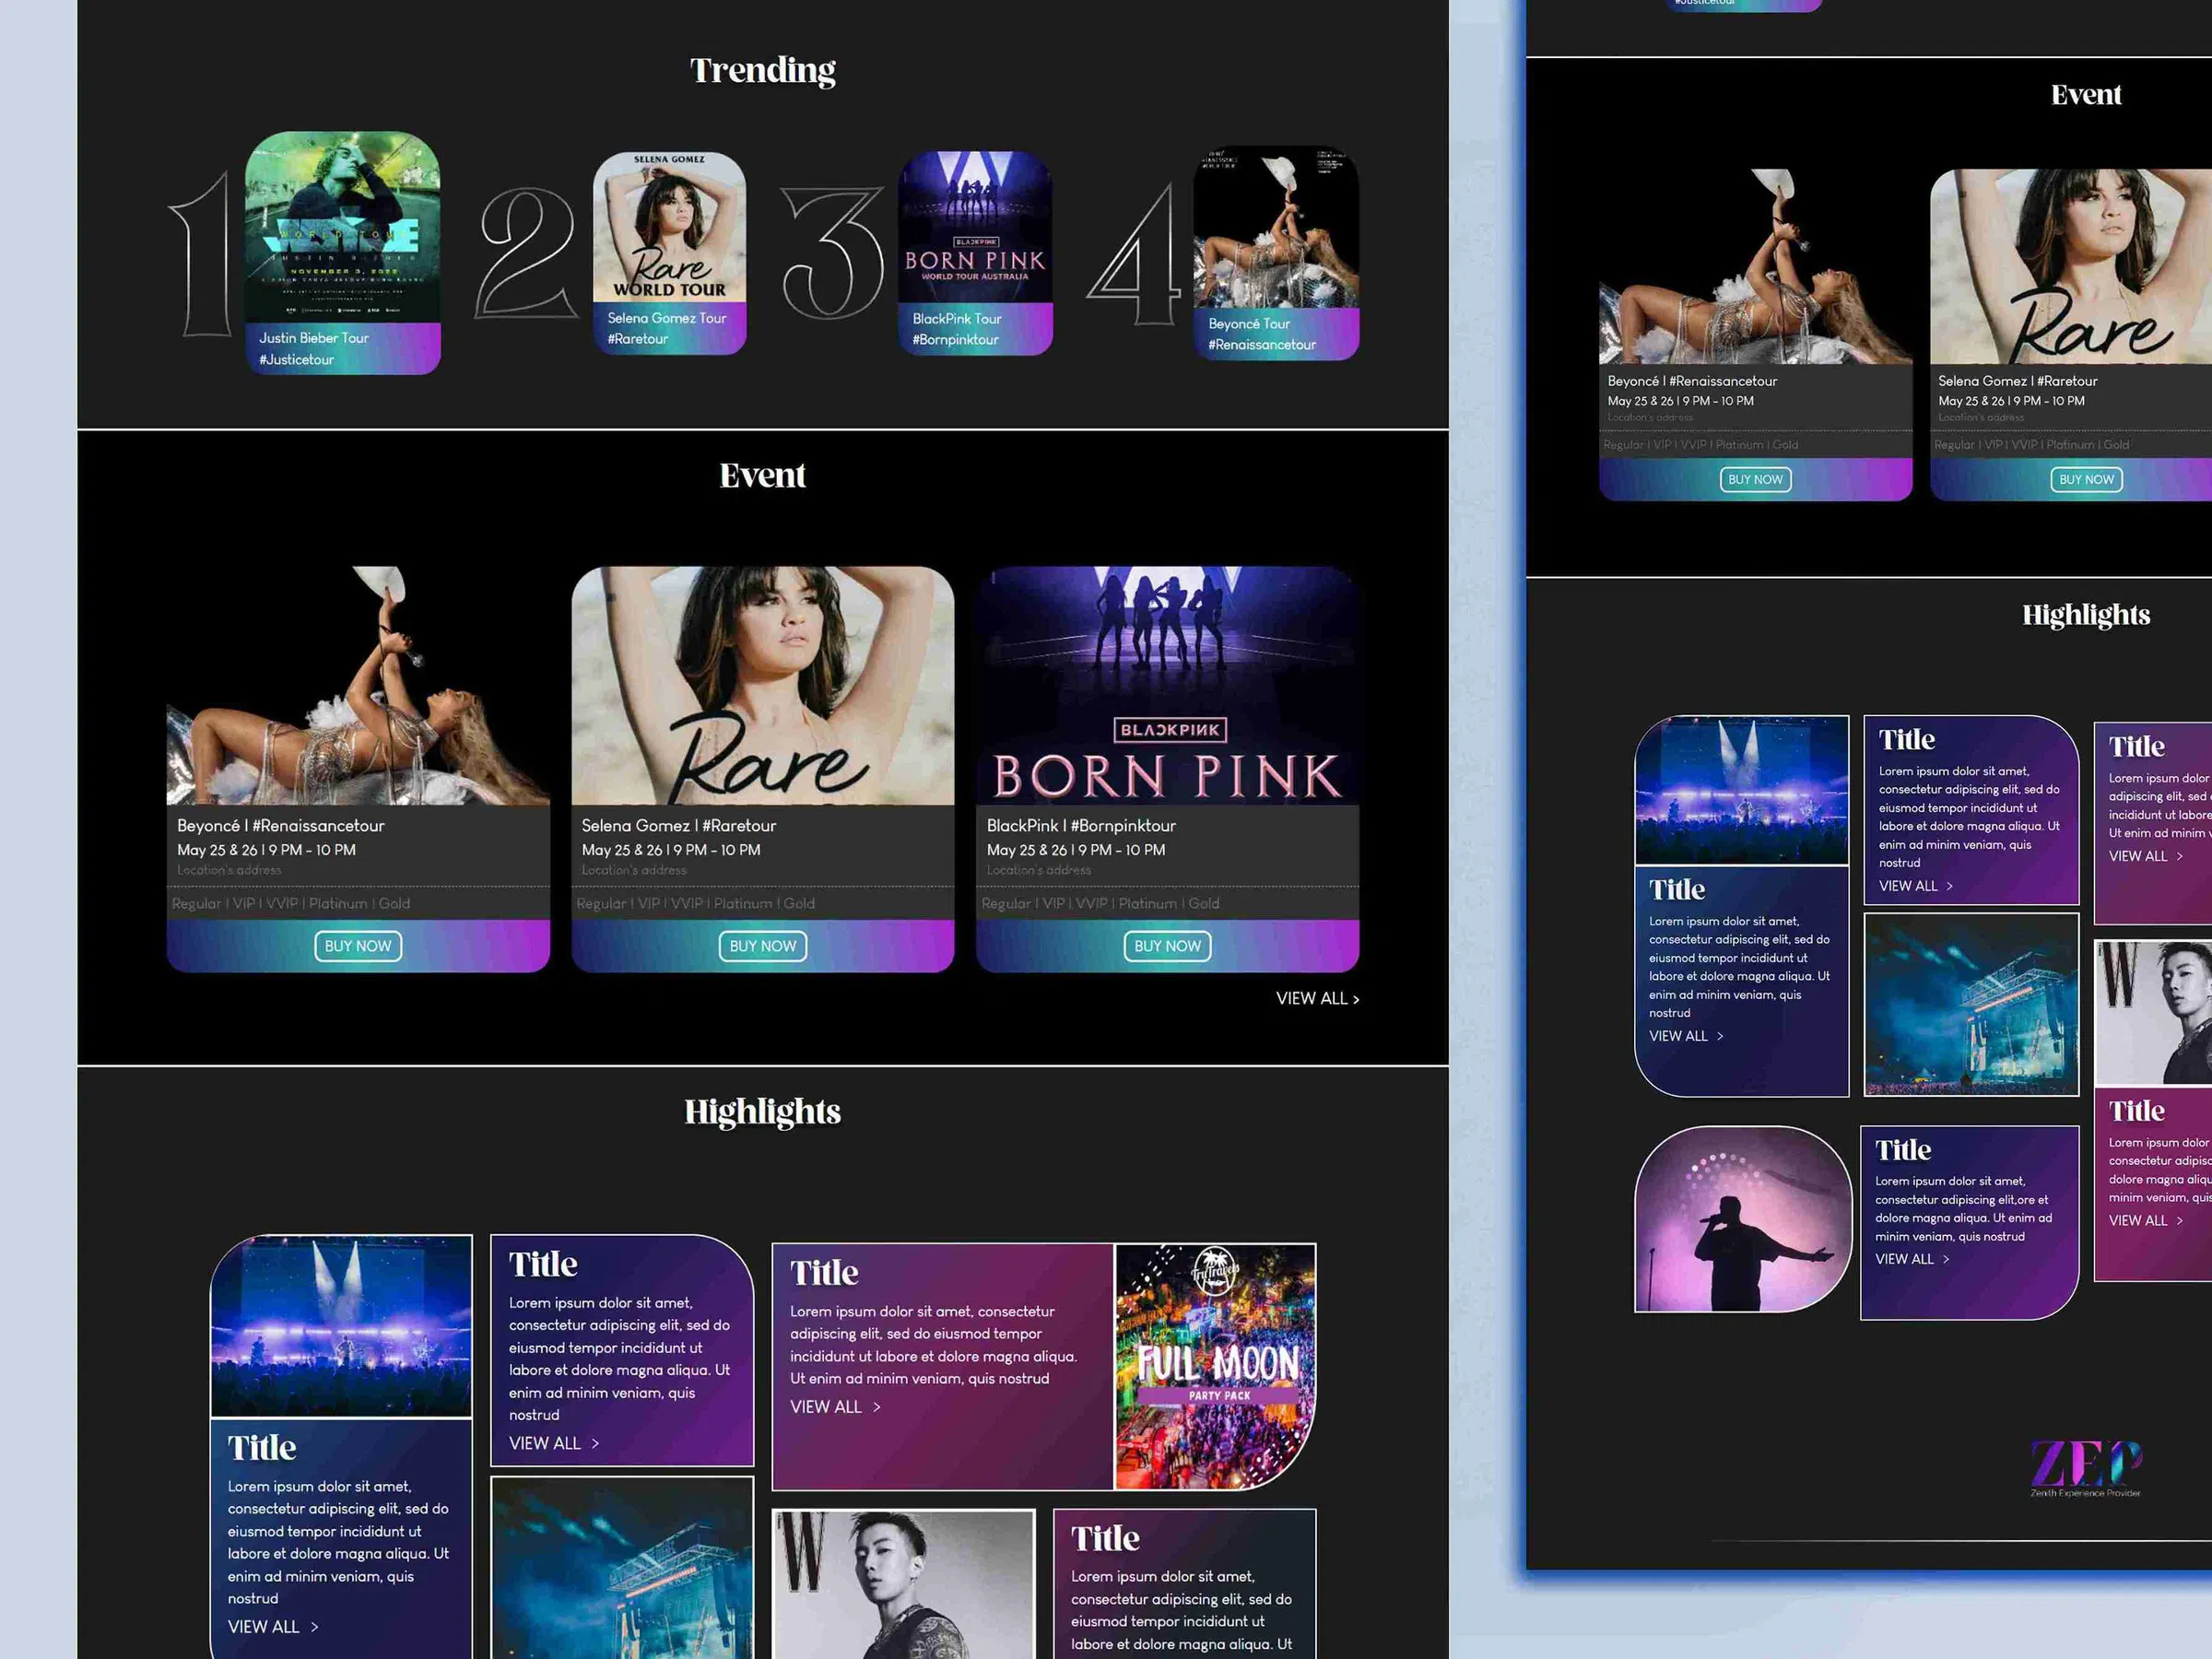 Trending
1
WORLD TOUR
JUSTIN BIEBER
NOVEMBER 3, 2022
Justin Bieber Tour
#Justicetour
2
SELENA GOMEZ
Rare
WORLD TOUR
Selena Gomez Tour
#Raretour
3
BLACKPINK
BORN PINK
WORLD TOUR AUSTRALIA
BlackPink Tour
#Bornpinktour
4
Beyoncé Tour
#Renaissancetour
Event
Beyoncé | #Renaissancetour
May 25 & 26 | 9 PM - 10 PM
Location's address
Regular | VIP | VVIP | Platinum | Gold
BUY NOW
Rare
Selena Gomez | #Raretour
May 25 & 26 | 9 PM - 10 PM
Location's address
Regular | VIP | VVIP | Platinum | Gold
BUY NOW
BLACKPINK
BORN PINK
BlackPink | #Bornpinktour
May 25 & 26 | 9 PM - 10 PM
Location's address
Regular | VIP | VVIP | Platinum | Gold
BUY NOW
VIEW ALL >
Highlights
Title
Lorem ipsum dolor sit amet,
consectetur adipiscing elit, sed do
eiusmod tempor incididunt ut
labore et dolore magna aliqua. Ut
enim ad minim veniam, quis
nostrud
VIEW ALL >
Title
Lorem ipsum dolor sit amet,
consectetur adipiscing elit, sed do
eiusmod tempor incididunt ut
labore et dolore magna aliqua. Ut
enim ad minim veniam, quis
nostrud
VIEW ALL >
Title
Lorem ipsum dolor sit amet, consectetur
adipiscing elit, sed do eiusmod tempor
incididunt ut labore et dolore magna aliqua.
Ut enim ad minim veniam, quis nostrud
VIEW ALL >
TruTravels
FULL MOON
PARTY PACK
W
Title
Lorem ipsum dolor sit amet,
consectetur adipiscing elit, sed do
eiusmod tempor incididunt ut
labore et dolore magna aliqua. Ut
#Justicetour
Event
Beyoncé | #Renaissancetour
May 25 & 26 | 9 PM - 10 PM
Location's address
Regular | VIP | VVIP | Platinum | Gold
BUY NOW
Rare
Selena Gomez | #Raretour
May 25 & 26 | 9 PM - 10 PM
Location's address
Regular | VIP | VVIP | Platinum | Gold
BUY NOW
Highlights
Title
Lorem ipsum dolor sit amet,
consectetur adipiscing elit, sed do
eiusmod tempor incididunt ut
labore et dolore magna aliqua. Ut
enim ad minim veniam, quis
nostrud
VIEW ALL >
Title
Lorem ipsum dolor sit amet,
consectetur adipiscing elit, sed do
eiusmod tempor incididunt ut
labore et dolore magna aliqua. Ut
enim ad minim veniam, quis
nostrud
VIEW ALL >
Title
Lorem ipsum dolor
adipiscing elit, sed
incididunt ut labore
Ut enim ad minim v
VIEW ALL >
W
Title
Lorem ipsum dolor
consectetur adipisc
dolore magna aliqu
minim veniam, quis
VIEW ALL >
Title
Lorem ipsum dolor sit amet,
consectetur adipiscing elit,ore et
dolore magna aliqua. Ut enim ad
minim veniam, quis nostrud
VIEW ALL >
ZEP
Zenith Experience Provider